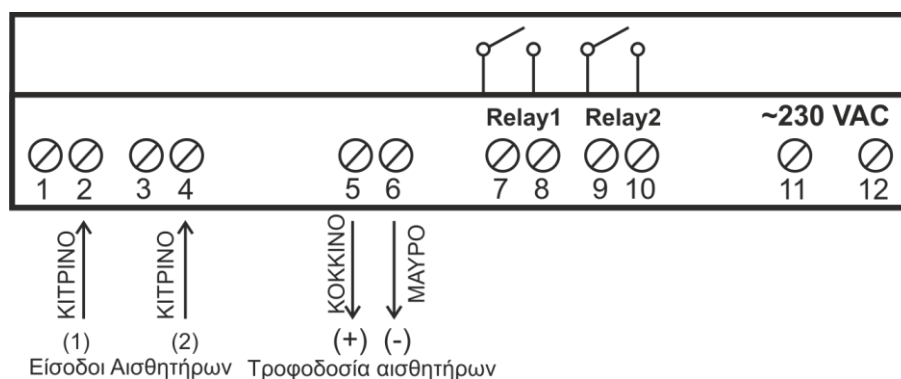 Relay1 Relay2 ~230 VAC
1 2 3 4 5 6 7 8 9 10 11 12
ΚΙΤΡΙΝΟ
ΚΙΤΡΙΝΟ
ΚΟΚΚΙΝΟ
ΜΑΥΡΟ
(1) (2) (+) (-)
Είσοδοι Αισθητήρων Τροφοδοσία αισθητήρων